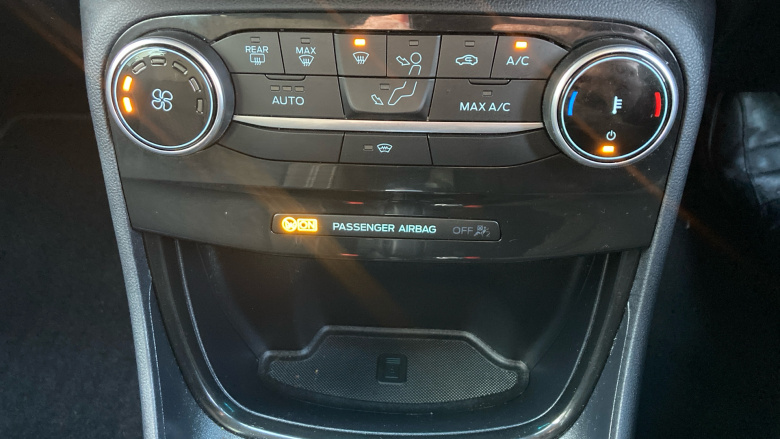 REAR
MAX
A/C
AUTO
MAX A/C
ON PASSENGER AIRBAG OFF